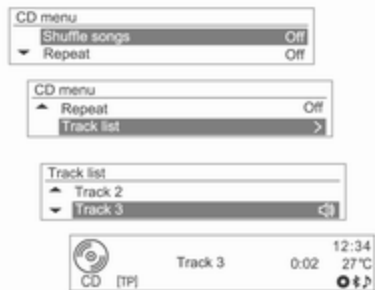 CD menu
Shuffle songs Off
Repeat Off
CD menu
Repeat Off
Track list >
Track list
Track 2
Track 3
12:34
Track 3 0:02 27°C
CD [TP]